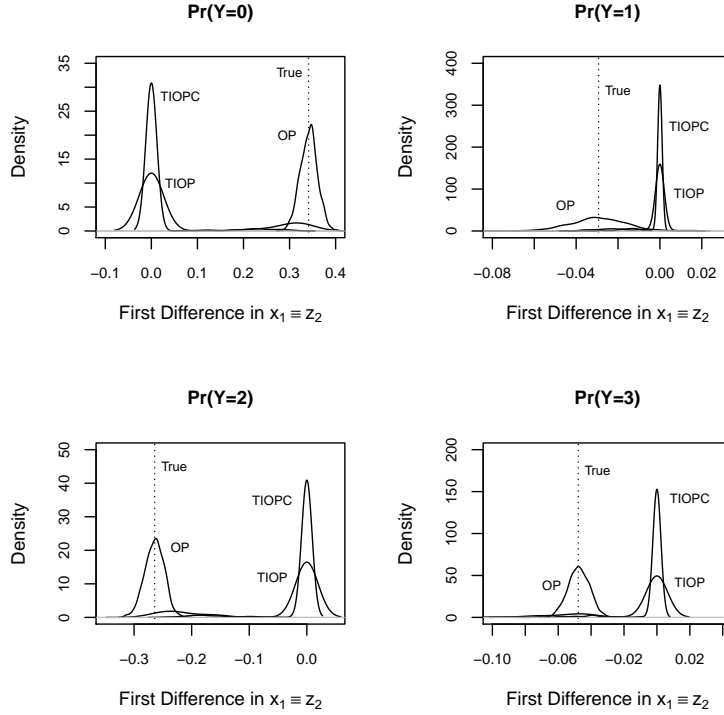 Pr(Y=0)
Density
0 5 15 25 35
TIOPC
TIOP
True
OP
−0.1 0.0 0.1 0.2 0.3 0.4
First Difference in x1 ≡ z2
Pr(Y=1)
Density
0 100 200 300 400
True
TIOPC
TIOP
OP
−0.08 −0.04 0.00 0.02
First Difference in x1 ≡ z2
Pr(Y=2)
Density
0 10 20 30 40 50
True
TIOPC
OP
TIOP
−0.3 −0.2 −0.1 0.0
First Difference in x1 ≡ z2
Pr(Y=3)
Density
0 50 100 150 200
True
TIOPC
OP
TIOP
−0.10 −0.06 −0.02 0.02
First Difference in x1 ≡ z2